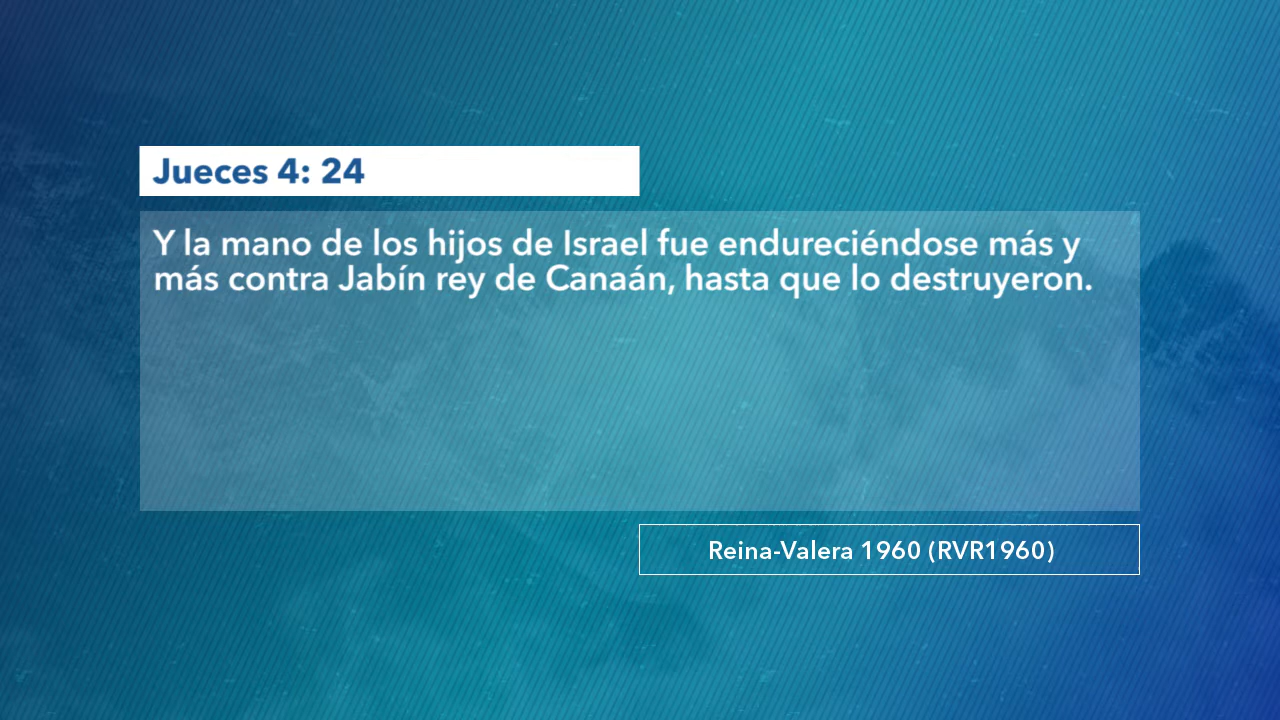 Jueces 4: 24
Y la mano de los hijos de Israel fue endureciéndose más y
más contra Jabín rey de Canaán, hasta que lo destruyeron.
Reina-Valera 1960 (RVR1960)